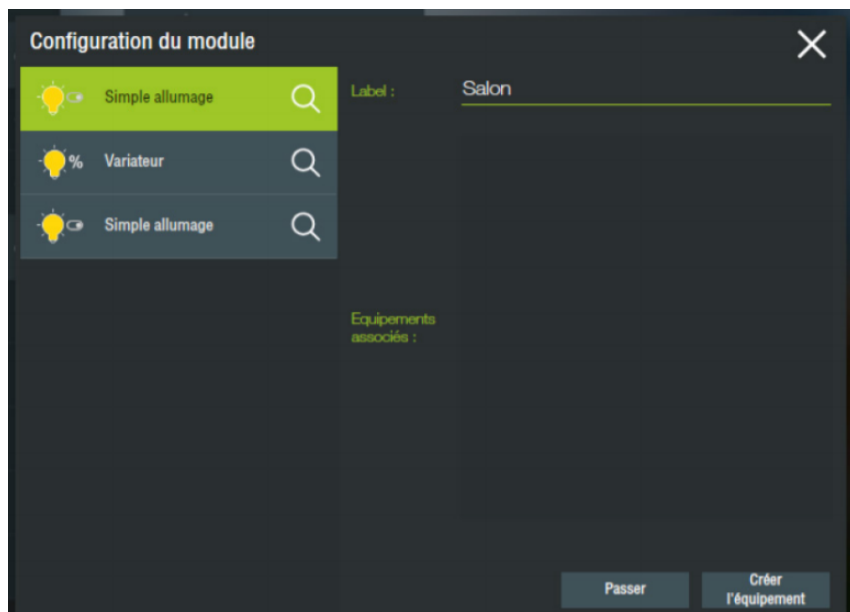 Configuration du module
Simple allumage
% Variateur
Simple allumage
Label :
Salon
Equipements
associés :
Passer
Créer
l'équipement